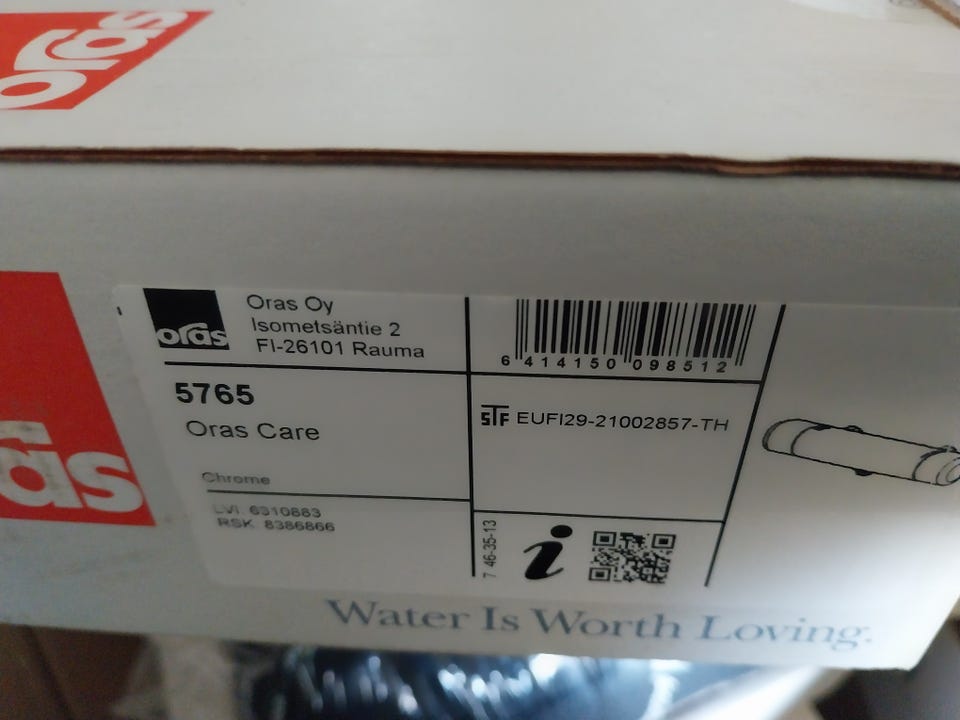 oras
oras
oras
Oras Oy
Isometsäntie 2
FI-26101 Rauma
6 414150 098512
5765
Oras Care
STF EUFI29-21002857-TH
Chrome
LVI. 6310883
RSK. 8386866
7 46-35-13
i
Water Is Worth Loving.